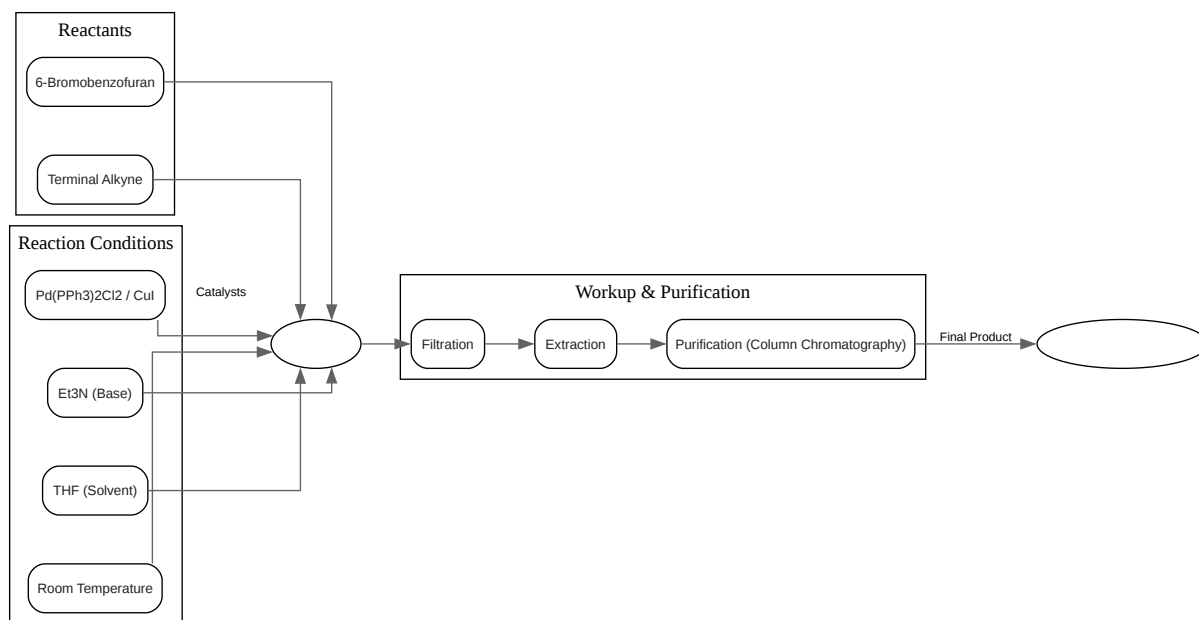 Reactants
6-Bromobenzofuran
Terminal Alkyne
Reaction Conditions
Pd(PPh3)2Cl2 / CuI
Catalysts
Et3N (Base)
THF (Solvent)
Room Temperature
Workup & Purification
Filtration
Extraction
Purification (Column Chromatography)
Final Product